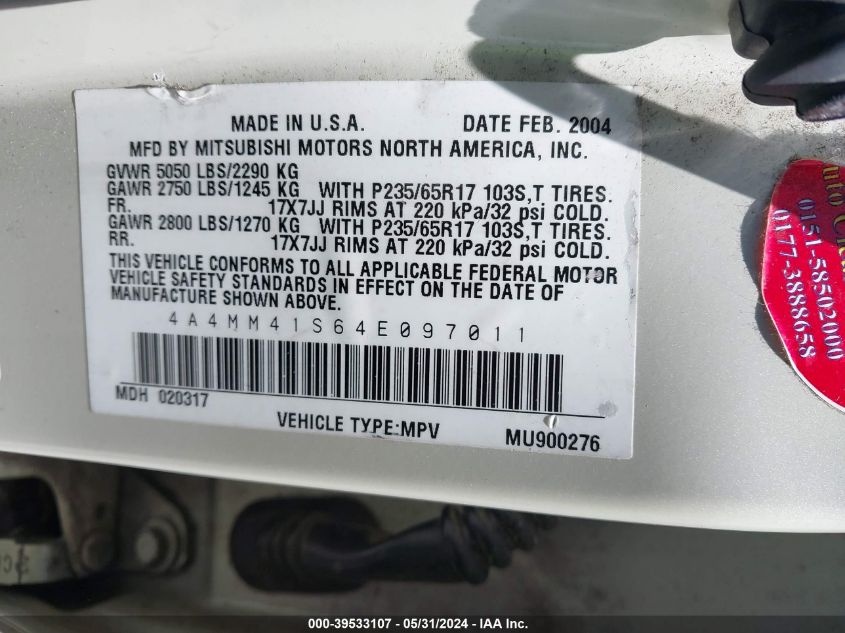 MADE IN U.S.A. DATE FEB. 2004
MFD BY MITSUBISHI MOTORS NORTH AMERICA, INC.
GVWR 5050 LBS/2290 KG
GAWR 2750 LBS/1245 KG WITH P235/65R17 103S,T TIRES.
FR. 17X7JJ RIMS AT 220 kPa/32 psi COLD.
GAWR 2800 LBS/1270 KG WITH P235/65R17 103S,T TIRES.
RR. 17X7JJ RIMS AT 220 kPa/32 psi COLD.
THIS VEHICLE CONFORMS TO ALL APPLICABLE FEDERAL MOTOR
VEHICLE SAFETY STANDARDS IN EFFECT ON THE DATE OF
MANUFACTURE SHOWN ABOVE.
4A4MM41S64E097011
MDH 020317
VEHICLE TYPE:MPV MU900276
0151-58502000
0177-3888658
000-39533107 - 05/31/2024 - IAA Inc.